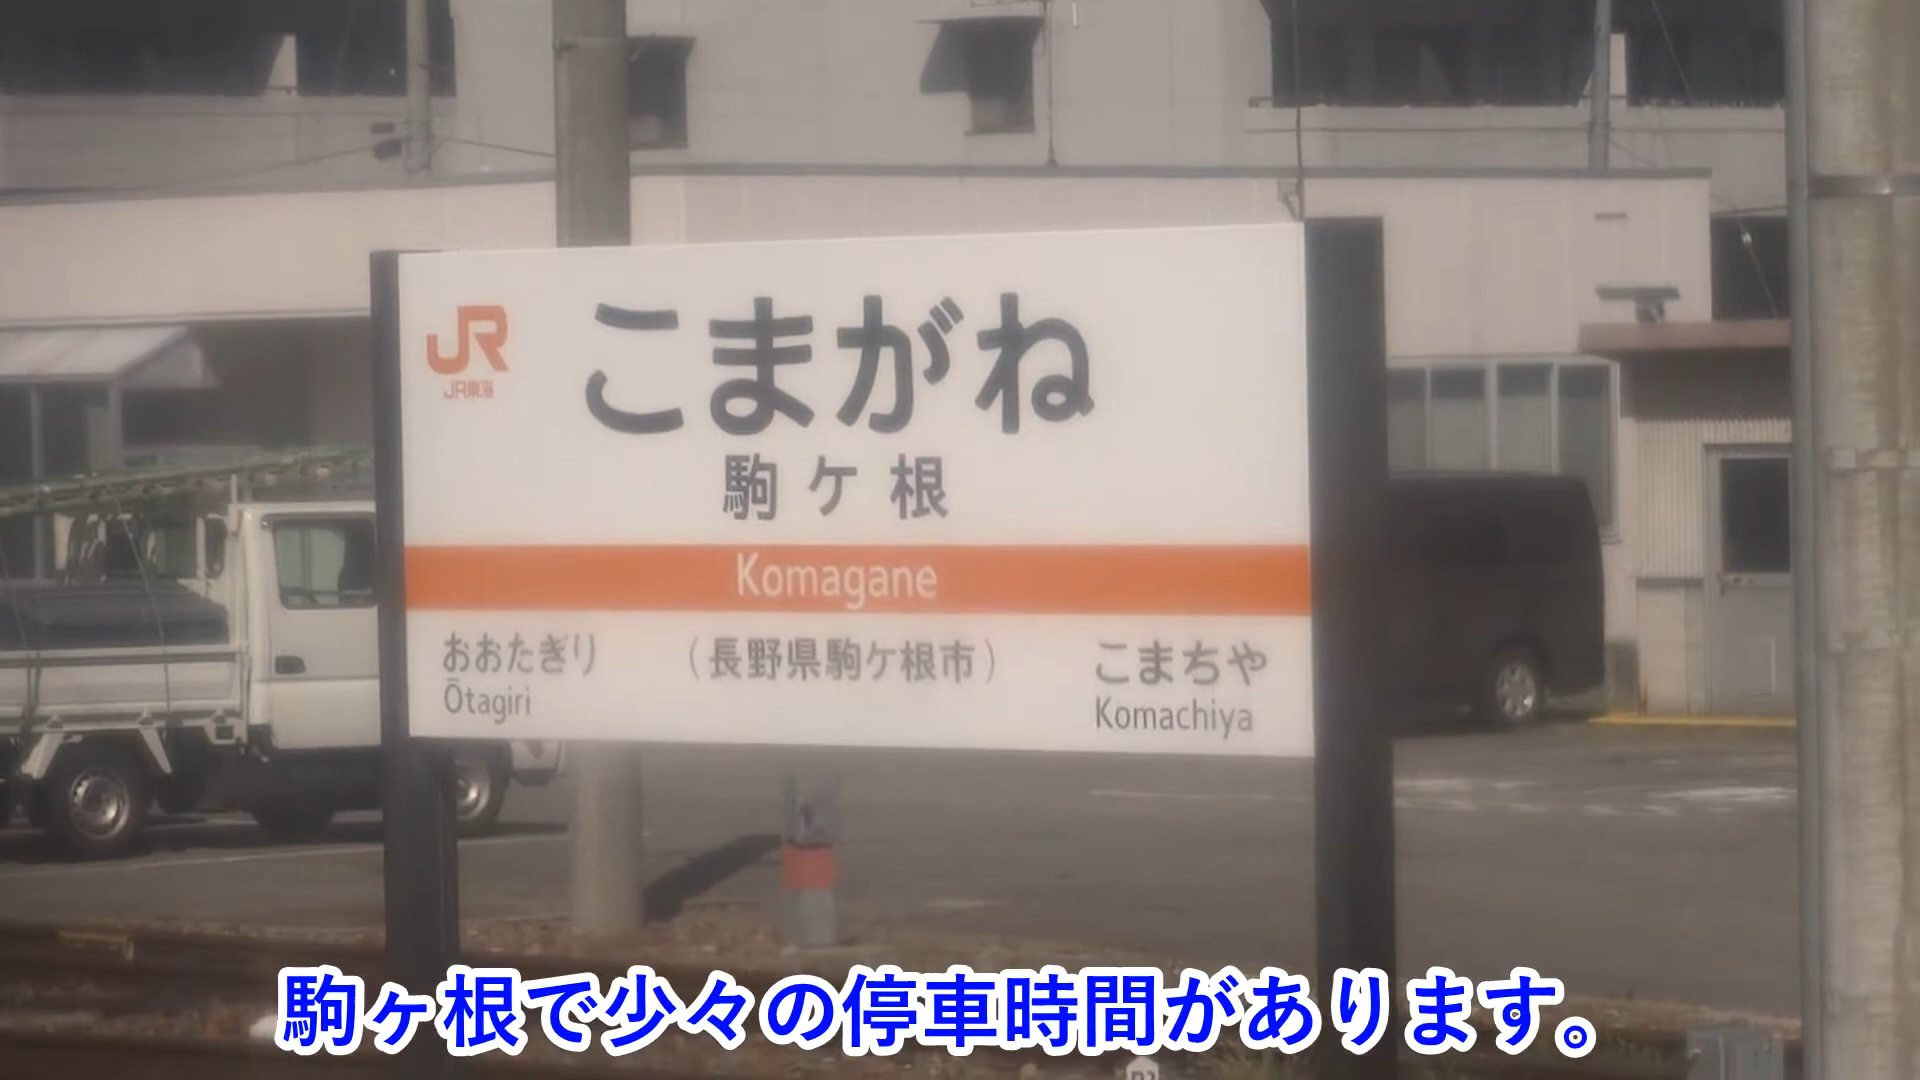 JR
JR東海
こまがね
駒ケ根
Komagane
おおたぎり
Ōtagiri
（長野県駒ケ根市）
こまちや
Komachiya
駒ヶ根で少々の停車時間があります。